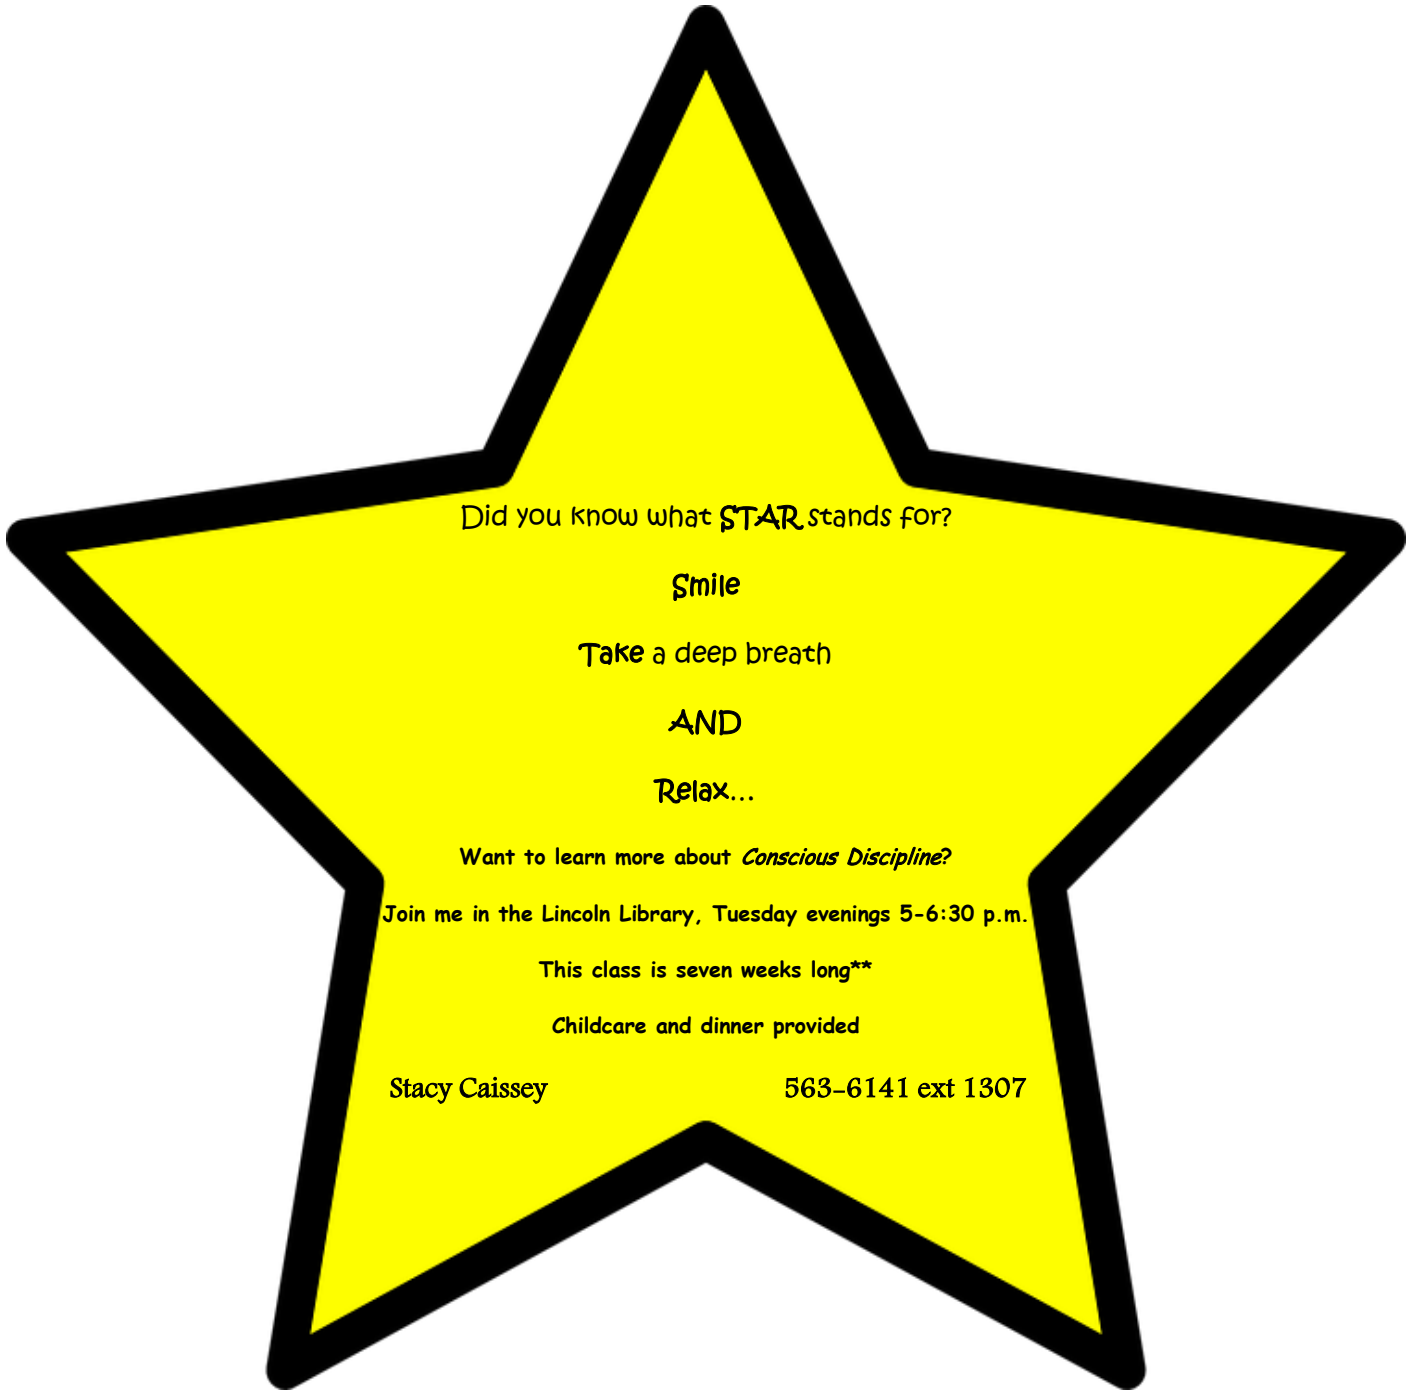 Did you know what STAR stands for?
Smile
Take a deep breath
AND
Relax...
Want to learn more about Conscious Discipline?
Join me in the Lincoln Library, Tuesday evenings 5-6:30 p.m.
This class is seven weeks long**
Childcare and dinner provided
Stacy Caissey 563-6141 ext 1307